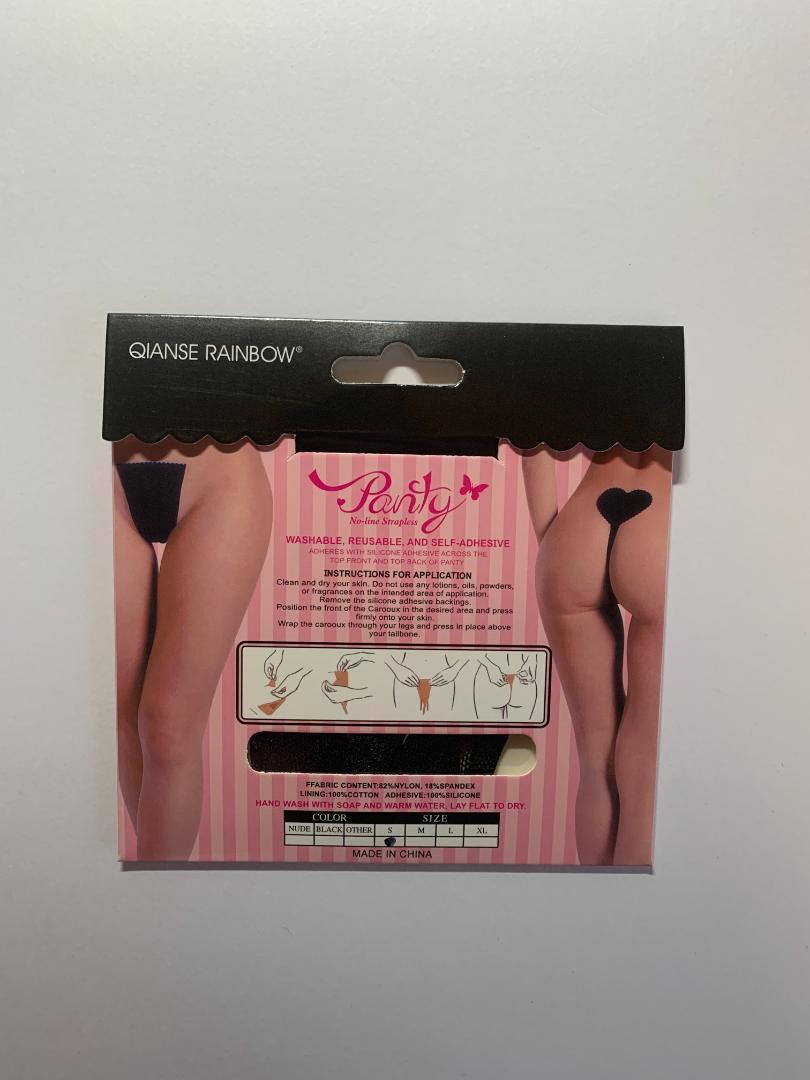 QIANSE RAINBOW®
Panty
No-line Strapless
WASHABLE, REUSABLE, AND SELF-ADHESIVE
ADHERES WITH SILICONE ADHESIVE ACROSS THE
TOP FRONT AND TOP BACK OF PANTY
INSTRUCTIONS FOR APPLICATION
Clean and dry your skin. Do not use any lotions, oils, powders,
or fragrances on the intended area of application.
Remove the silicone adhesive backings.
Position the front of the Carooux in the desired area and press
firmly onto your skin.
Wrap the carooux through your legs and press in place above
your tailbone.
FFABRIC CONTENT:82%NYLON, 18%SPANDEX
LINING:100%COTTON ADHESIVE:100%SILICONE
HAND WASH WITH SOAP AND WARM WATER, LAY FLAT TO DRY.
COLOR SIZE
NUDE BLACK OTHER S M L XL
MADE IN CHINA